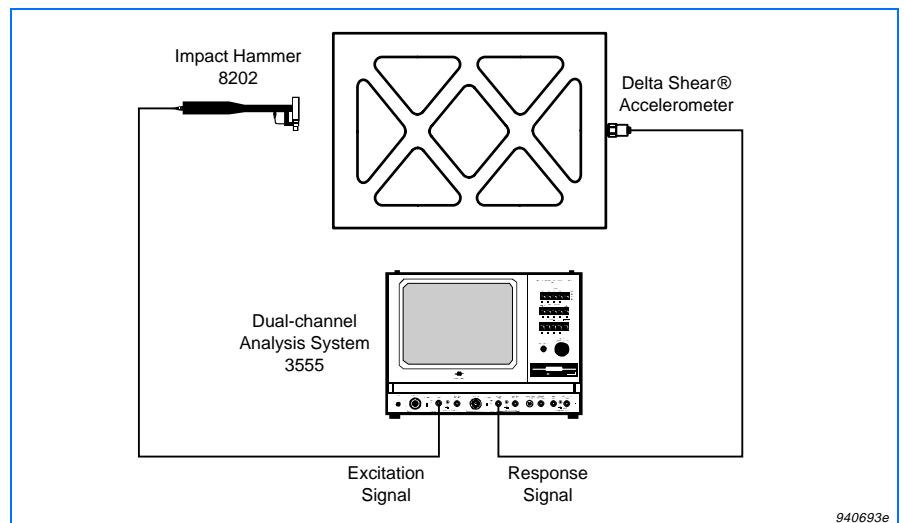 Impact Hammer
8202
Delta Shear®
Accelerometer
Dual-channel
Analysis System
3555
Excitation
Signal
Response
Signal
940693e